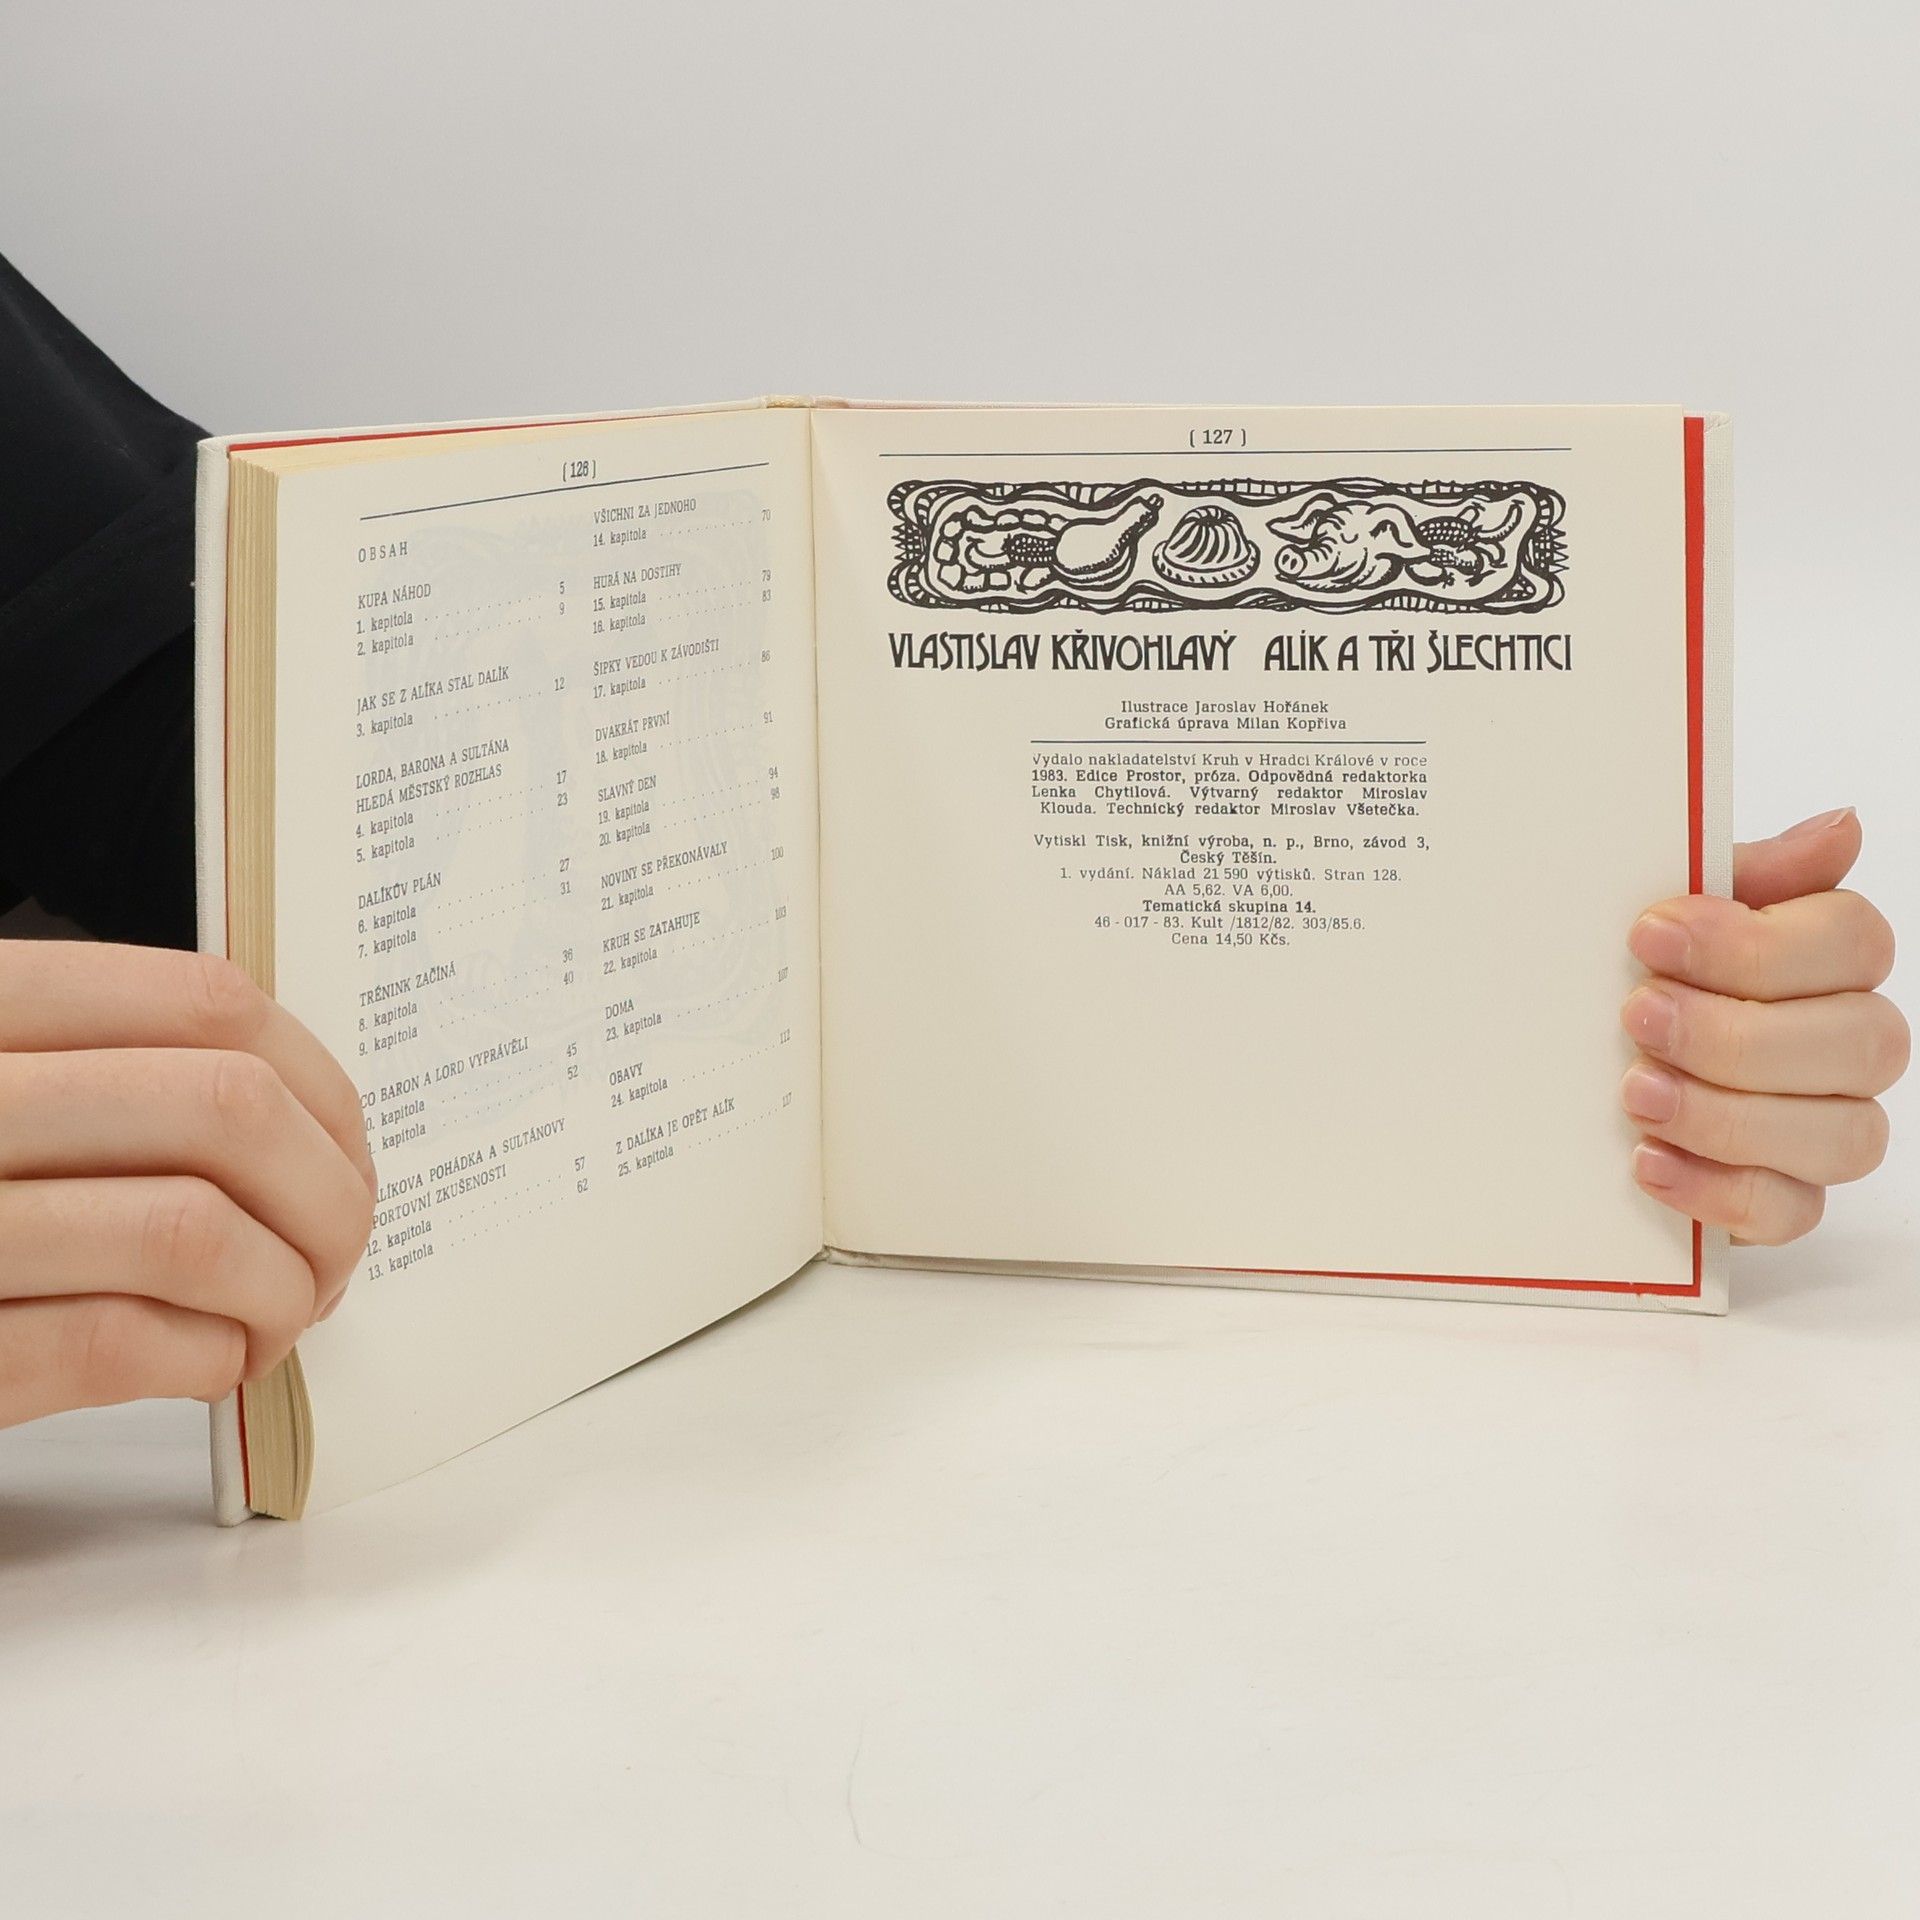 ( 126 )
OBSAH
KUPA NÁHOD
1. kapitola . . . . . . . . . . 5
2. kapitola . . . . . . . . . . 9
JAK SE Z ALÍKA STAL DALÍK
3. kapitola . . . . . . . . . . 12
LORDA, BARONA A SULTÁNA
HLEDÁ MĚSTSKÝ ROZHLAS
4. kapitola . . . . . . . . . . 17
5. kapitola . . . . . . . . . . 23
DALÍKŮV PLÁN
6. kapitola . . . . . . . . . . 27
7. kapitola . . . . . . . . . . 31
TRÉNINK ZAČÍNÁ
8. kapitola . . . . . . . . . . 36
9. kapitola . . . . . . . . . . 40
CO BARON A LORD VYPRÁVĚLI
0. kapitola . . . . . . . . . . 45
1. kapitola . . . . . . . . . . 52
ALÍKOVA POHÁDKA A SULTÁNOVY
PORTOVNÍ ZKUŠENOSTI
12. kapitola . . . . . . . . . . 57
13. kapitola . . . . . . . . . . 62
VŠICHNI ZA JEDNOHO
14. kapitola . . . . . . . . . . 70
HURÁ NA DOSTIHY
15. kapitola . . . . . . . . . . 79
16. kapitola . . . . . . . . . . 83
ŠIPKY VEDOU K ZÁVODIŠTI
17. kapitola . . . . . . . . . . 86
DVAKRÁT PRVNÍ
18. kapitola . . . . . . . . . . 91
SLAVNÝ DEN
19. kapitola . . . . . . . . . . 94
20. kapitola . . . . . . . . . . 98
NOVINY SE PŘEKONÁVALY
21. kapitola . . . . . . . . . . 100
KRUH SE ZATAHUJE
22. kapitola . . . . . . . . . . 103
DOMA
23. kapitola . . . . . . . . . . 107
OBAVY
24. kapitola . . . . . . . . . . 112
Z DALÍKA JE OPĚT ALÍK
25. kapitola . . . . . . . . . . 117
( 127 )
VLASTISLAV KŘIVOHLAVÝ ALÍK A TŘI ŠLECHTICI
Ilustrace Jaroslav Hořánek
Grafická úprava Milan Kopřiva
Vydalo nakladatelství Kruh v Hradci Králové v roce
1983. Edice Prostor, próza. Odpovědná redaktorka
Lenka Chytilová. Výtvarný redaktor Miroslav
Klouda. Technický redaktor Miroslav Všetečka.
Vytiskl Tisk, knižní výroba, n. p., Brno, závod 3,
Český Těšín.
1. vydání. Náklad 21 590 výtisků. Stran 128.
AA 5,62. VA 6,00.
Tematická skupina 14.
46 - 017 - 83. Kult /1812/82. 303/85.6.
Cena 14,50 Kčs.